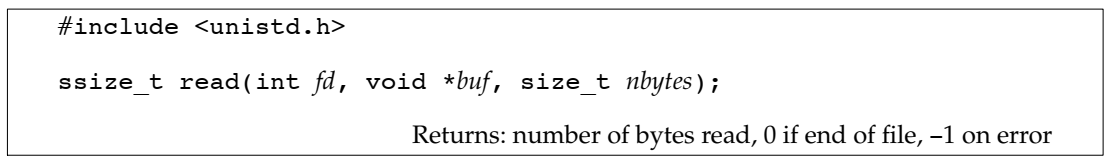 #include <unistd.h>
ssize_t read(int fd, void *buf, size_t nbytes);
Returns: number of bytes read, 0 if end of file, –1 on error